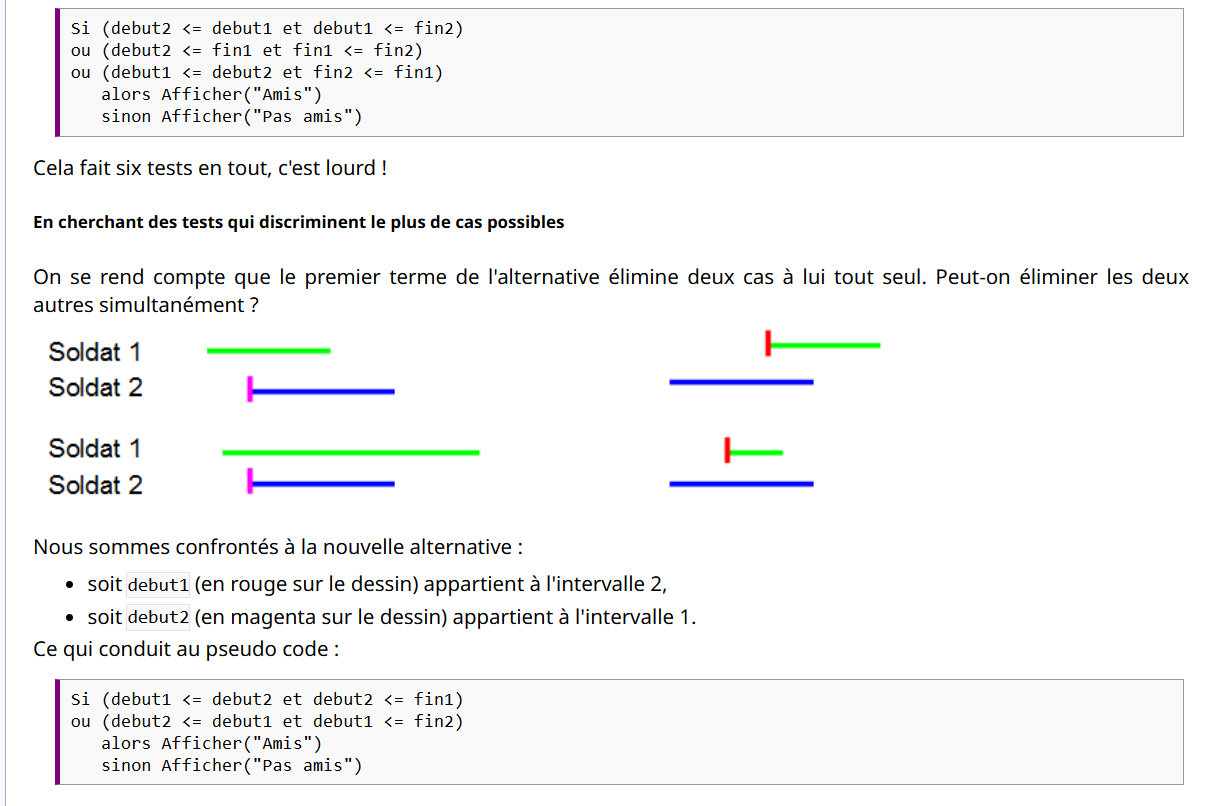 Si (debut2 <= debut1 et debut1 <= fin2)
ou (debut2 <= fin1 et fin1 <= fin2)
ou (debut1 <= debut2 et fin2 <= fin1)
   alors Afficher("Amis")
   sinon Afficher("Pas amis")
Cela fait six tests en tout, c'est lourd !
En cherchant des tests qui discriminent le plus de cas possibles
On se rend compte que le premier terme de l'alternative élimine deux cas à lui tout seul. Peut-on éliminer les deux
autres simultanément ?
Soldat 1
Soldat 2
Soldat 1
Soldat 2
Nous sommes confrontés à la nouvelle alternative :
• soit debut1 (en rouge sur le dessin) appartient à l'intervalle 2,
• soit debut2 (en magenta sur le dessin) appartient à l'intervalle 1.
Ce qui conduit au pseudo code :
Si (debut1 <= debut2 et debut2 <= fin1)
ou (debut2 <= debut1 et debut1 <= fin2)
   alors Afficher("Amis")
   sinon Afficher("Pas amis")